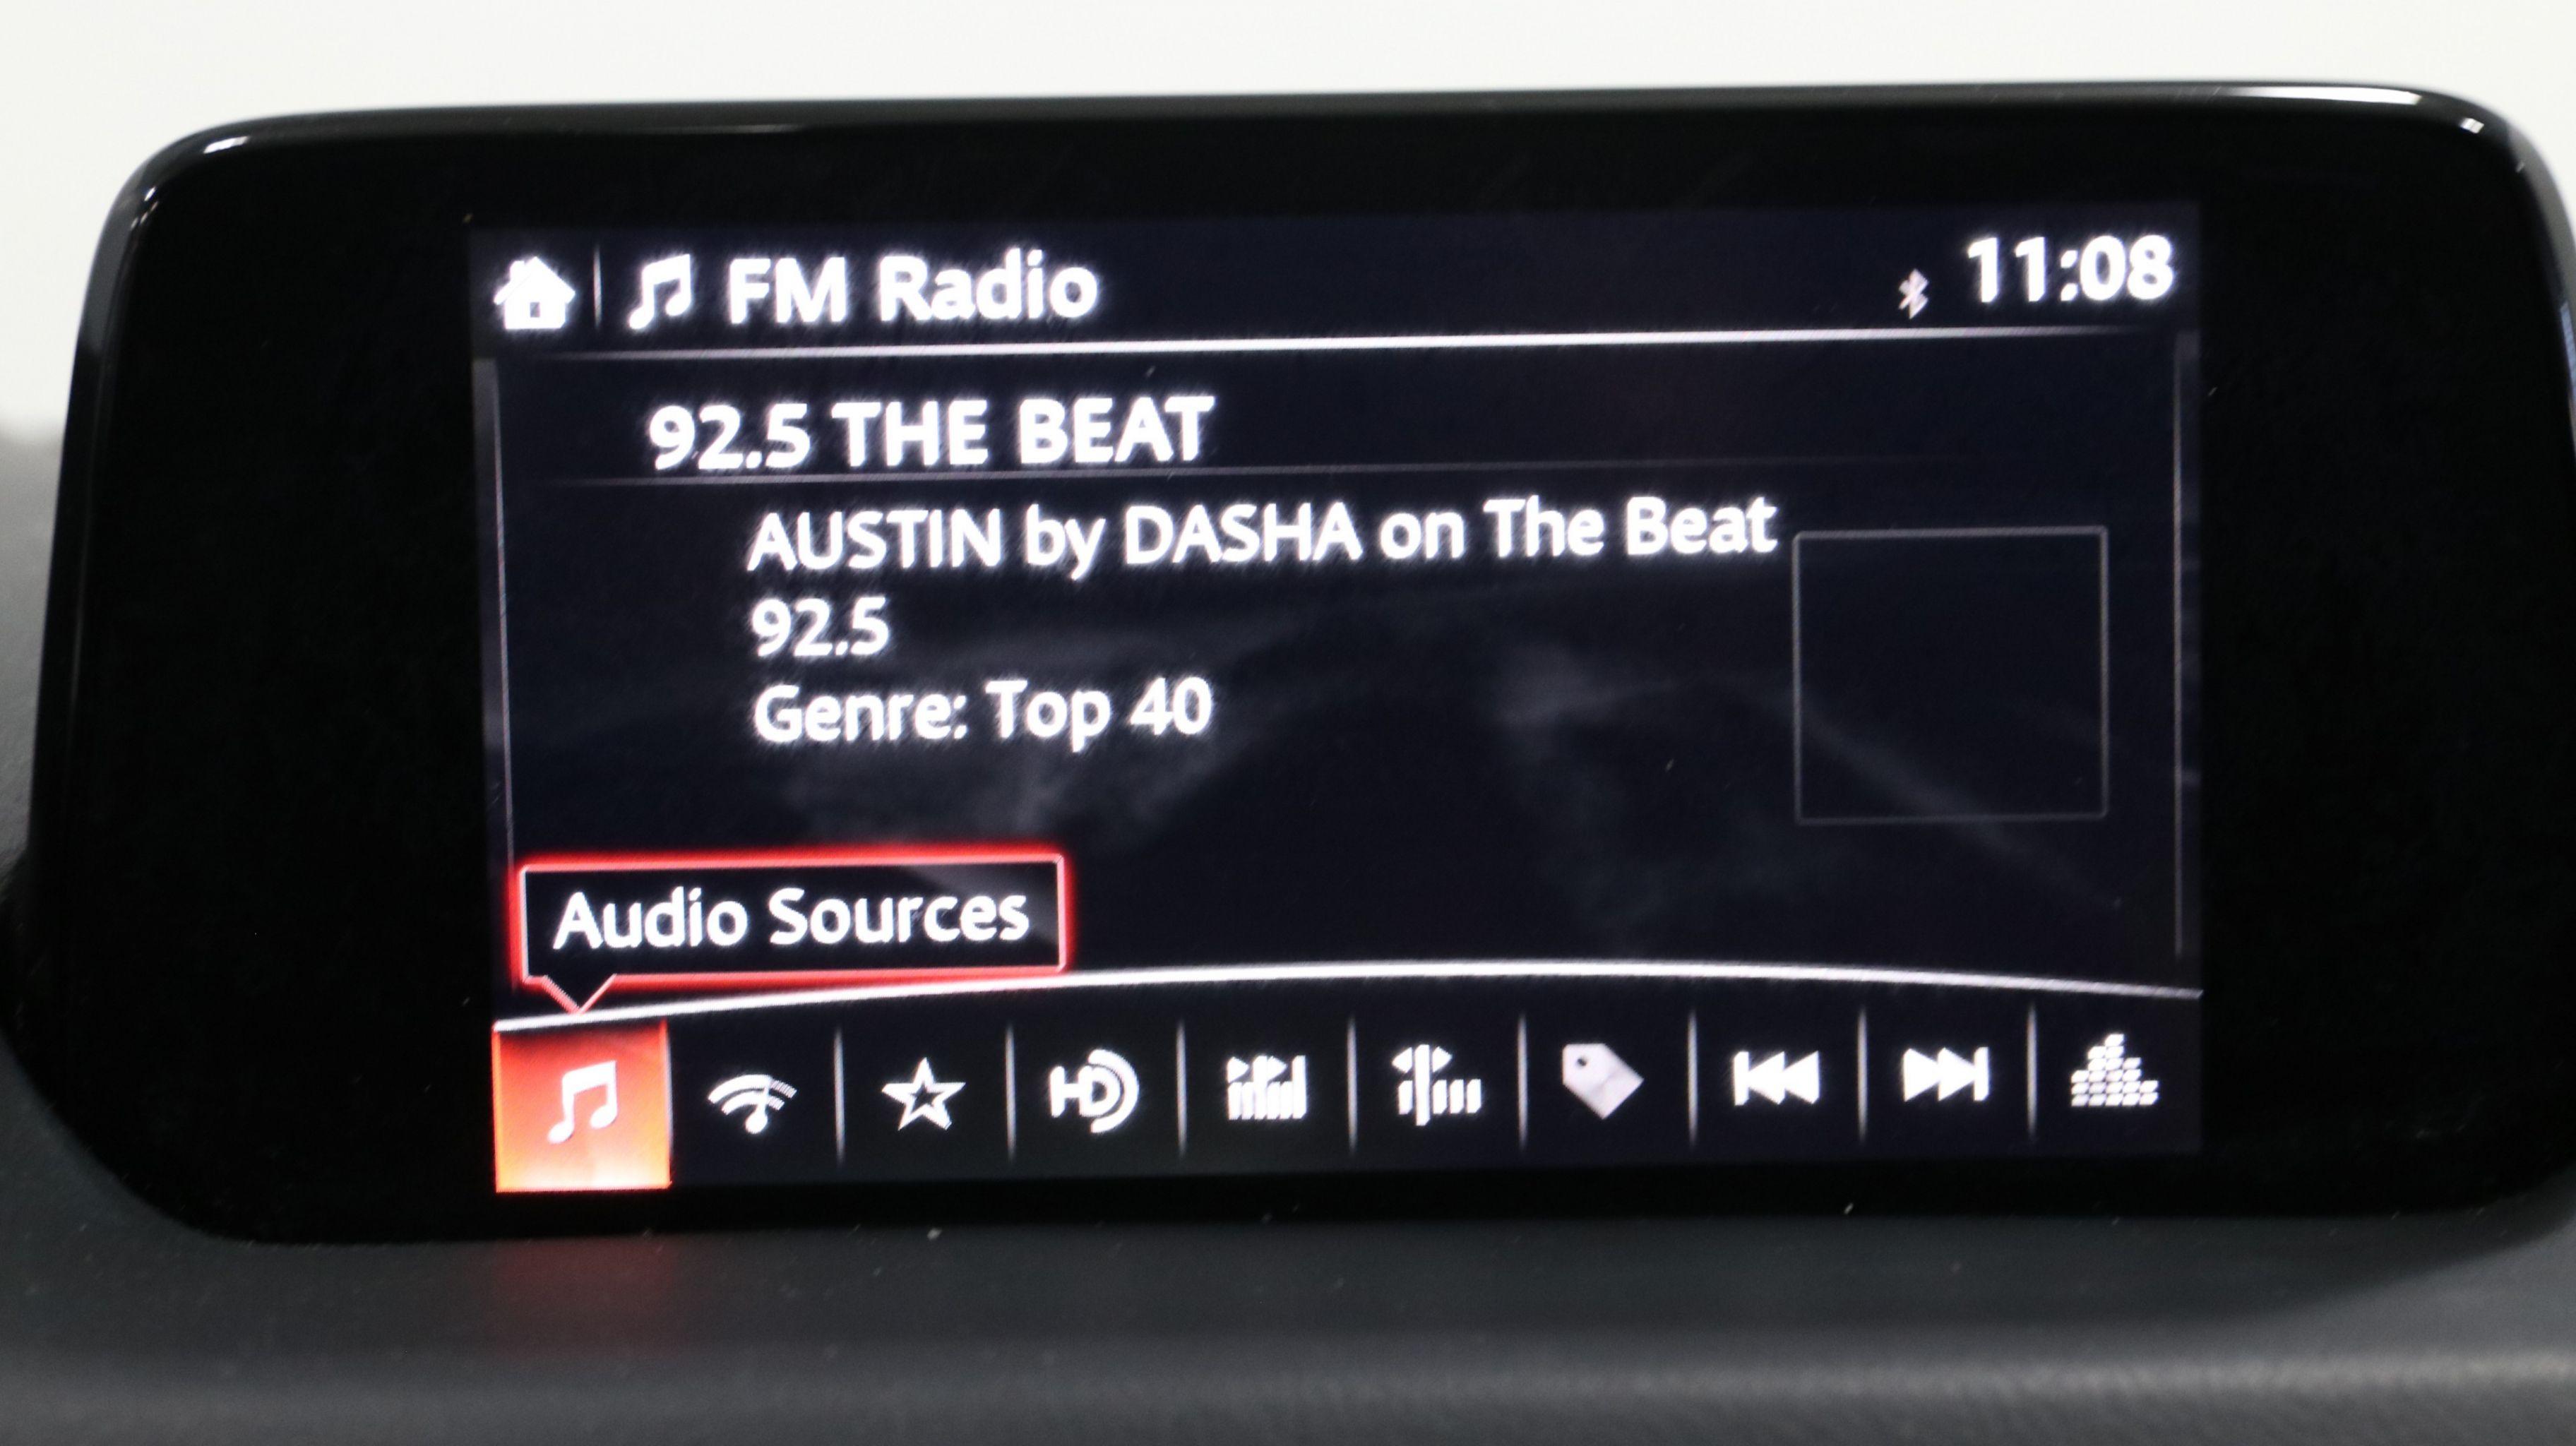 FM Radio 11:08
92.5 THE BEAT
AUSTIN by DASHA on The Beat
92.5
Genre: Top 40
Audio Sources
HD